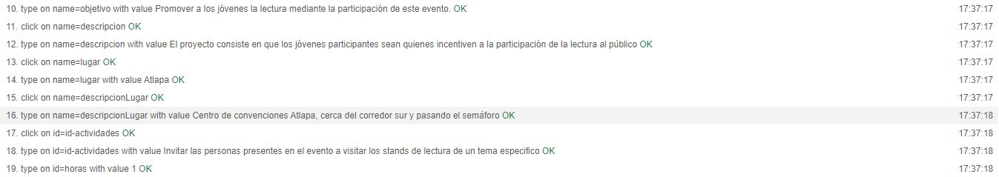 10. type on name=objetivo with value Promover a los jóvenes la lectura mediante la participación de este evento. OK 17:37:17
11. click on name=descripcion OK 17:37:17
12. type on name=descripcion with value El proyecto consiste en que los jóvenes participantes sean quienes incentiven a la participación de la lectura al público OK 17:37:17
13. click on name=lugar OK 17:37:17
14. type on name=lugar with value Atlapa OK 17:37:17
15. click on name=descripcionLugar OK 17:37:17
16. type on name=descripcionLugar with value Centro de convenciones Atlapa, cerca del corredor sur y pasando el semáforo OK 17:37:18
17. click on id=id-actividades OK 17:37:18
18. type on id=id-actividades with value Invitar las personas presentes en el evento a visitar los stands de lectura de un tema especifico OK 17:37:18
19. type on id=horas with value 1 OK 17:37:18